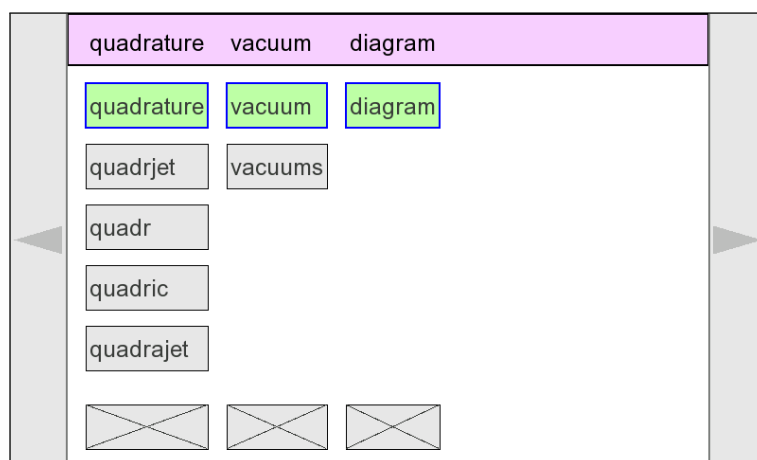 quadrature vacuum diagram
quadrature vacuum diagram
quadrjet vacuums
quadr
quadric
quadrajet